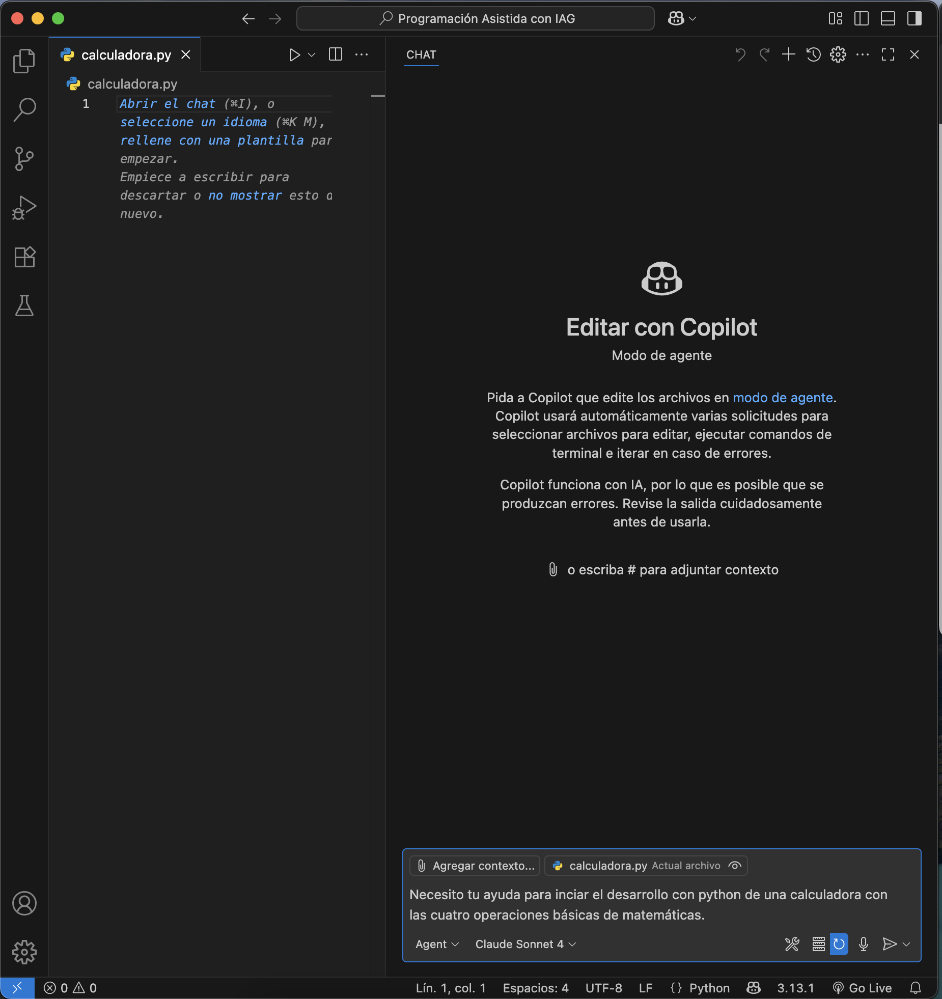 Programación Asistida con IAG
calculadora.py
CHAT
calculadora.py
1
Abrir el chat (⌘I), o
seleccione un idioma (⌘K M),
rellene con una plantilla par
empezar.
Empiece a escribir para
descartar o no mostrar esto d
nuevo.
Editar con Copilot
Modo de agente
Pida a Copilot que edite los archivos en modo de agente.
Copilot usará automáticamente varias solicitudes para
seleccionar archivos para editar, ejecutar comandos de
terminal e iterar en caso de errores.
Copilot funciona con IA, por lo que es posible que se
produzcan errores. Revise la salida cuidadosamente
antes de usarla.
o escriba # para adjuntar contexto
Agregar contexto... calculadora.py Actual archivo
Necesito tu ayuda para inciar el desarrollo con python de una calculadora con
las cuatro operaciones básicas de matemáticas.
Agent Claude Sonnet 4
0 0 Lín. 1, col. 1 Espacios: 4 UTF-8 LF {} Python 3.13.1 Go Live